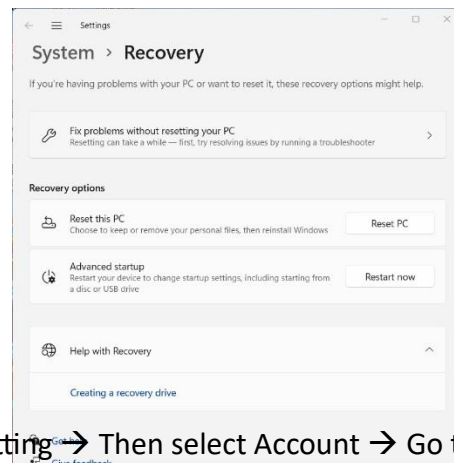 Settings
System > Recovery
If you're having problems with your PC or want to reset it, these recovery options might help.
Fix problems without resetting your PC
Resetting can take a while — first, try resolving issues by running a troubleshooter
Recovery options
Reset this PC
Choose to keep or remove your personal files, then reinstall Windows
Reset PC
Advanced startup
Restart your device to change startup settings, including starting from
a disc or USB drive
Restart now
Help with Recovery
Creating a recovery drive
→ Then select Account → Go